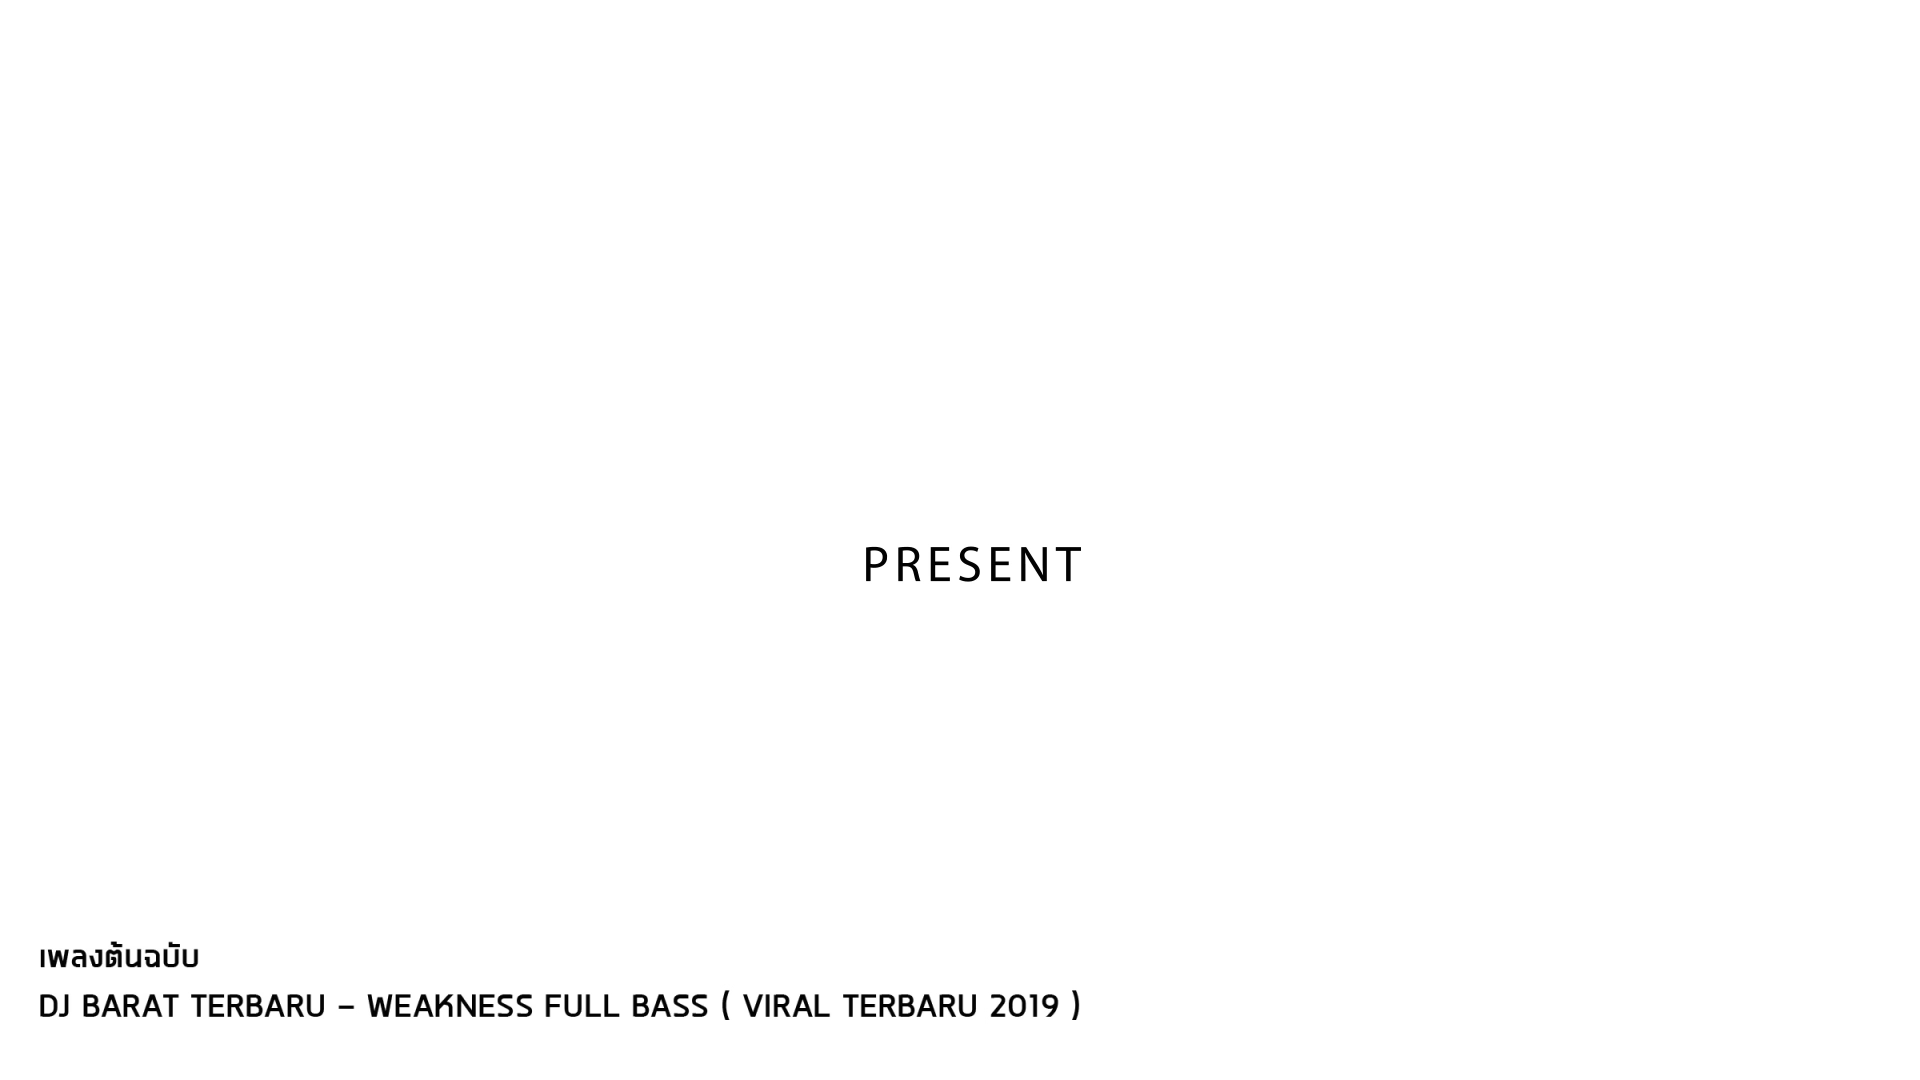 PRESENT
เพลงต้นฉบับ
DJ BARAT TERBARU – WEAKNESS FULL BASS ( VIRAL TERBARU 2019 )